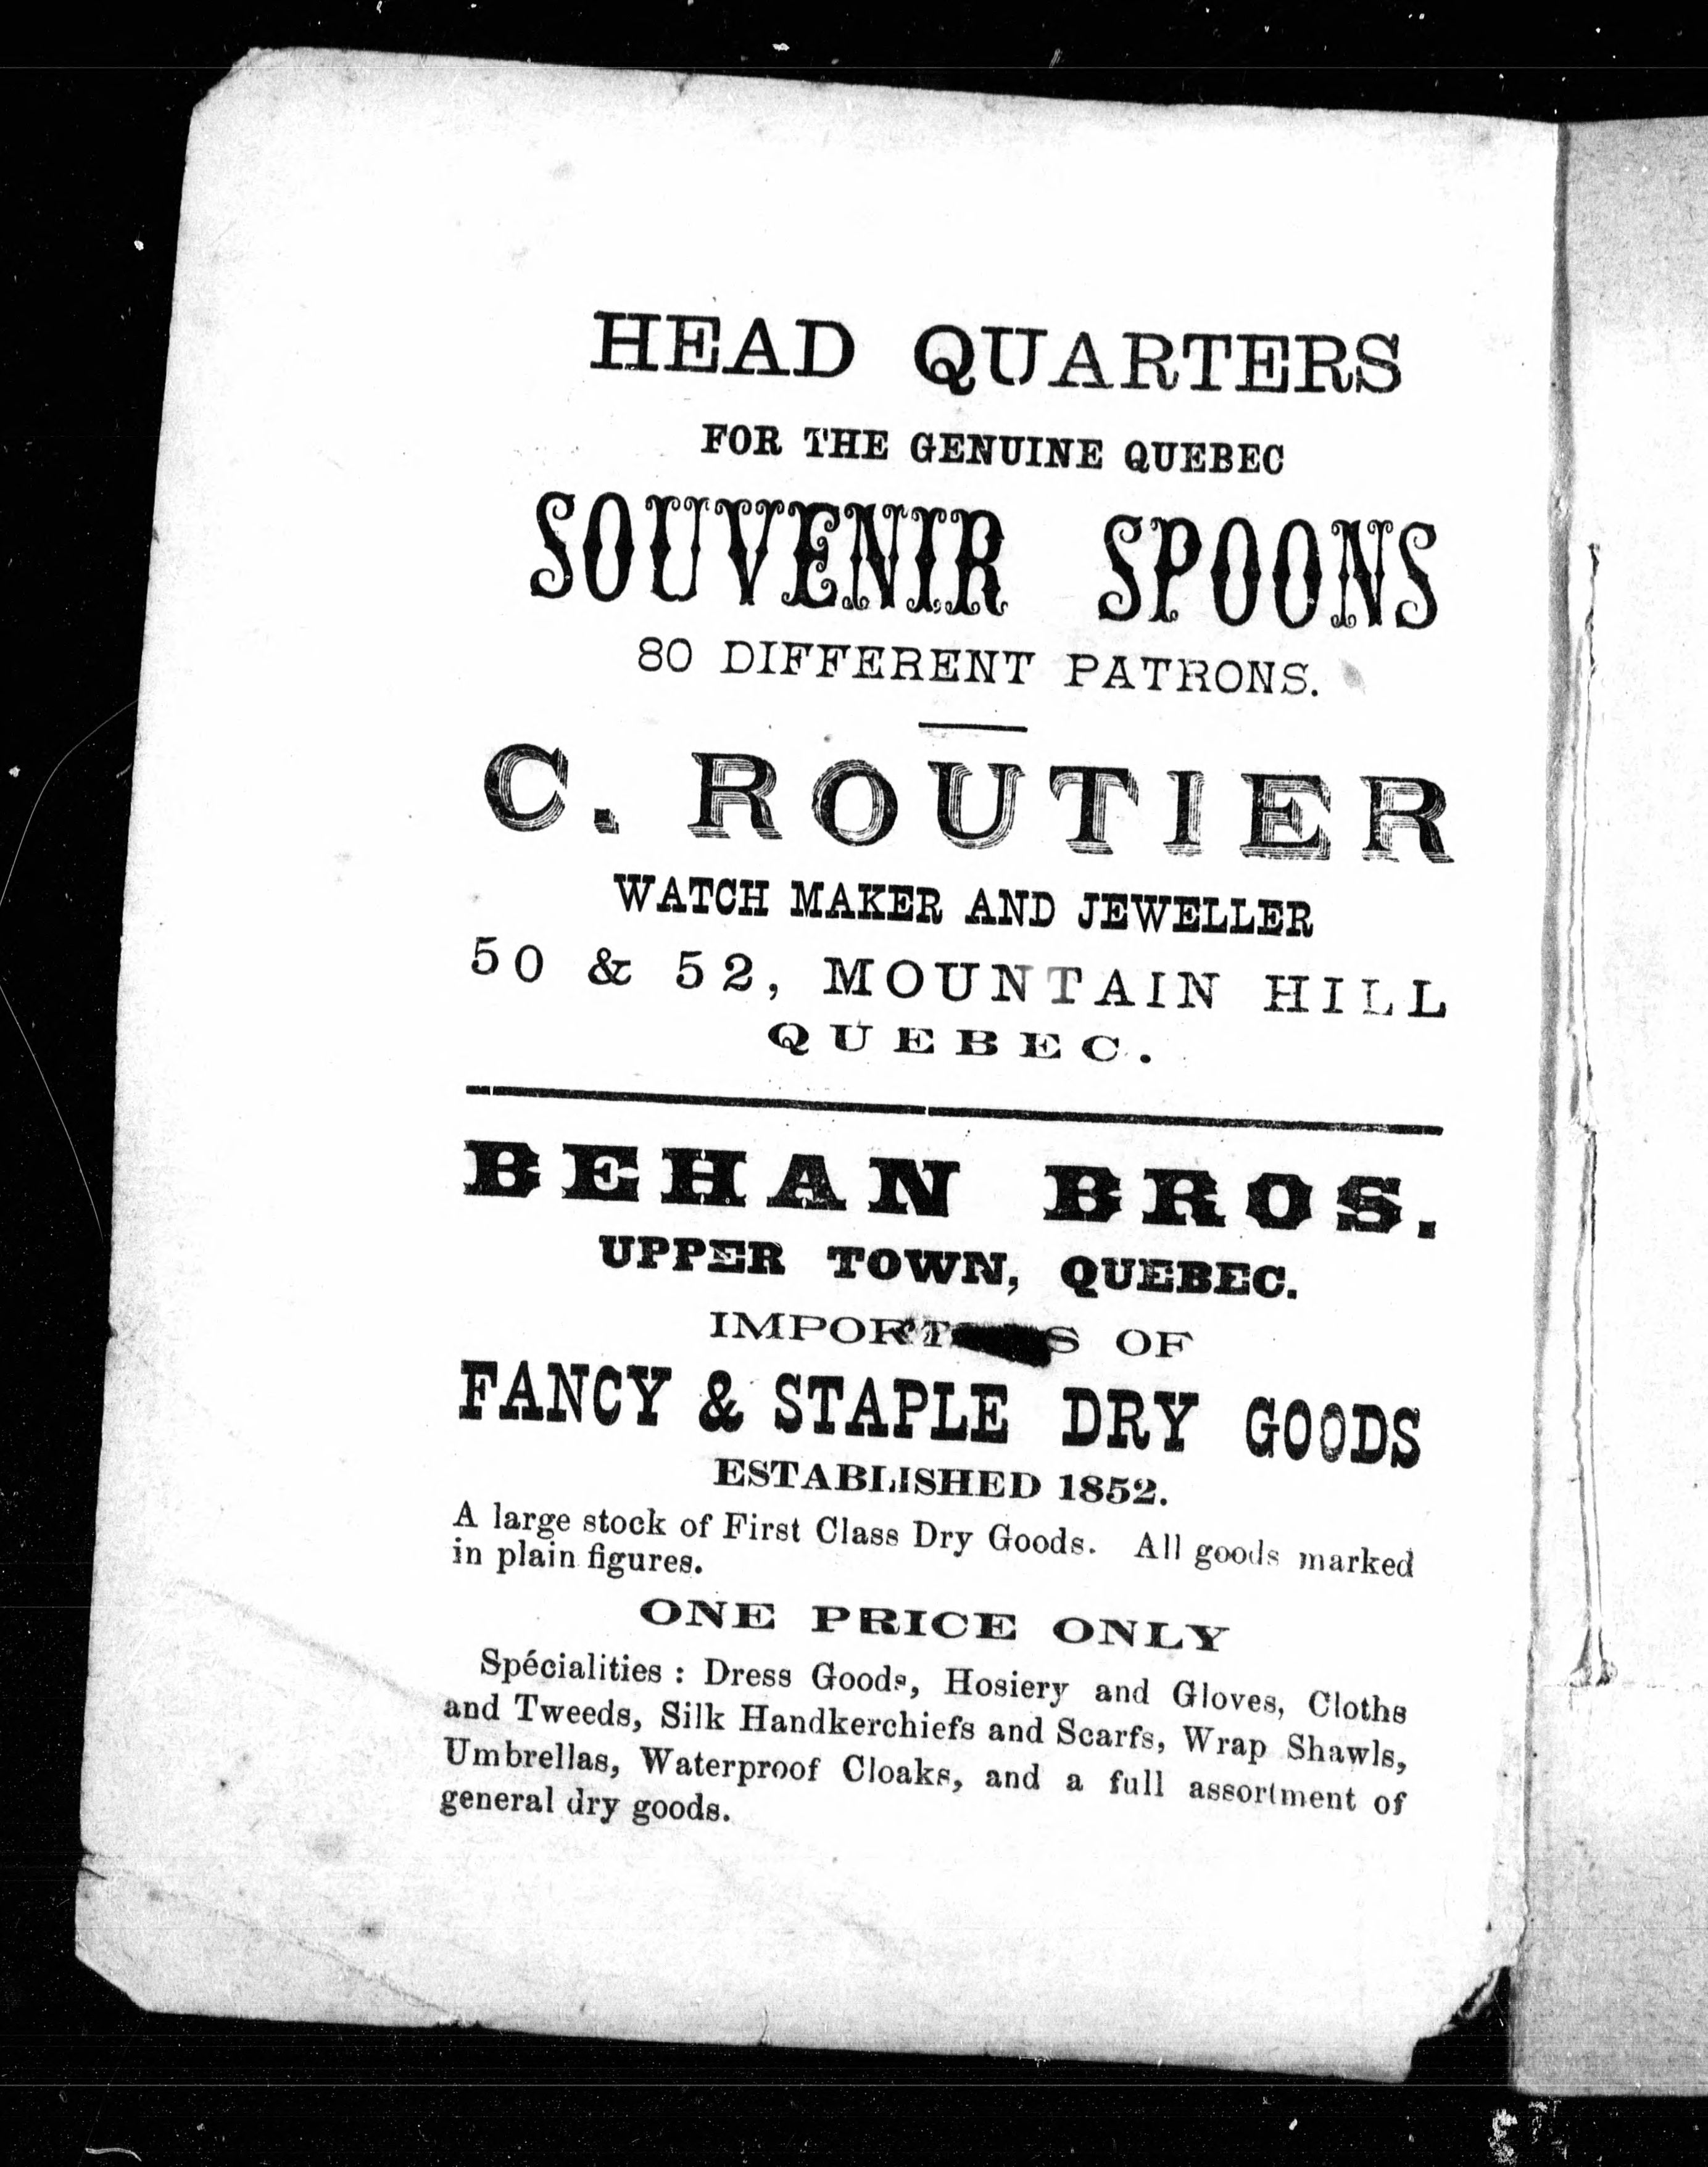 HEAD QUARTERS
FOR THE GENUINE QUEBEC
SOUVENIR SPOONS
80 DIFFERENT PATRONS.
C. ROUTIER
WATCH MAKER AND JEWELLER
50 & 52, MOUNTAIN HILL
QUEBEC.
BEHAN BROS.
UPPER TOWN, QUEBEC.
OF
FANCY & STAPLE DRY GOODS
ESTABLISHED 1852.
A large stock of First Class Dry Goods. All goods marked
in plain figures.
ONE PRICE ONLY
Spécialities : Dress Goods, Hosiery and Gloves, Cloths
and Tweeds, Silk Handkerchiefs and Scarfs, Wrap Shawls,
Umbrellas, Waterproof Cloaks, and a full assortment of
general dry goods.